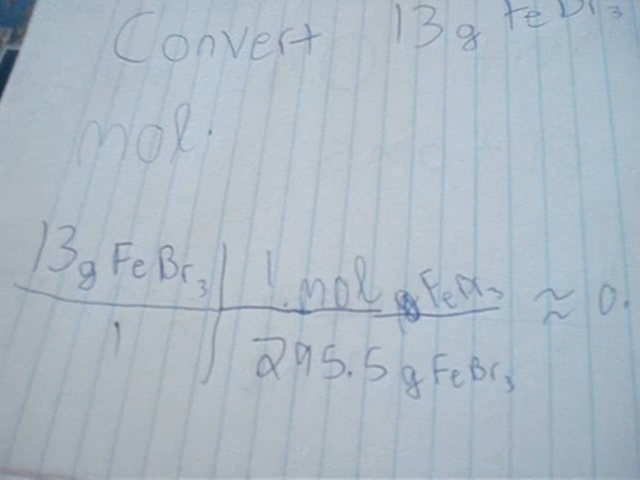 Convert 13g FeBr3
mol.
13g FeBr3 | 1 mol FeBr3 ≈ 0.
1 | 295.5 g FeBr3